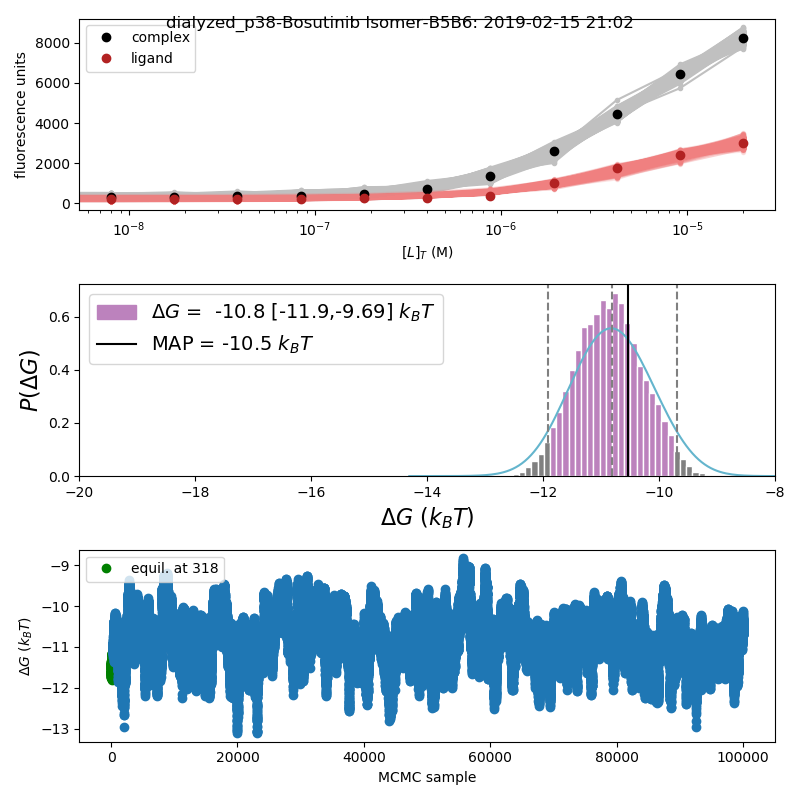 dialyzed_p38-Bosutinib Isomer-B5B6: 2019-02-15 21:02
complex
ligand
fluorescence units
8000
6000
4000
2000
0
10⁻⁸ 10⁻⁷ 10⁻⁶ 10⁻⁵
[L]_T (M)
ΔG = -10.8 [-11.9,-9.69] k_BT
MAP = -10.5 k_BT
P(ΔG)
0.6
0.4
0.2
0.0
−20 −18 −16 −14 −12 −10 −8
ΔG (k_BT)
equil. at 318
ΔG (k_BT)
−9
−10
−11
−12
−13
0 20000 40000 60000 80000 100000
MCMC sample